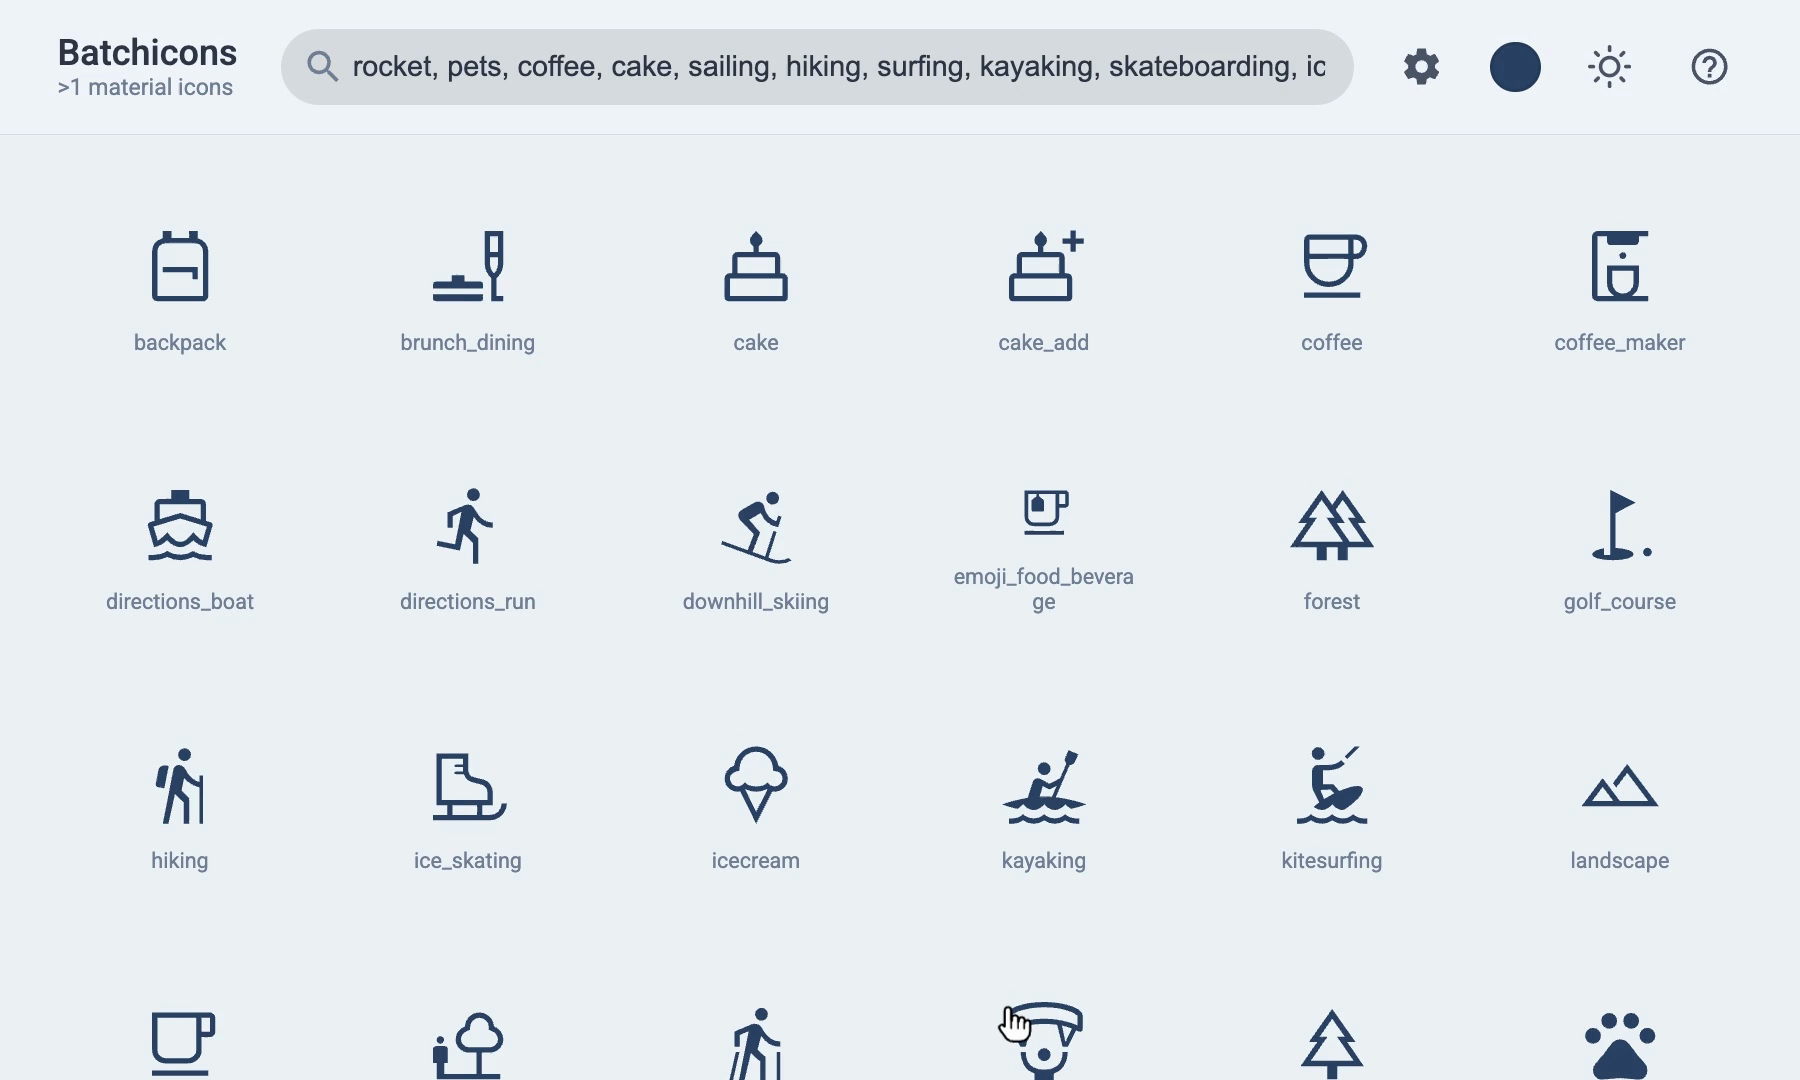 Batchicons
>1 material icons
rocket, pets, coffee, cake, sailing, hiking, surfing, kayaking, skateboarding, ic
backpack
brunch_dining
cake
cake_add
coffee
coffee_maker
directions_boat
directions_run
downhill_skiing
emoji_food_bevera
ge
forest
golf_course
hiking
ice_skating
icecream
kayaking
kitesurfing
landscape